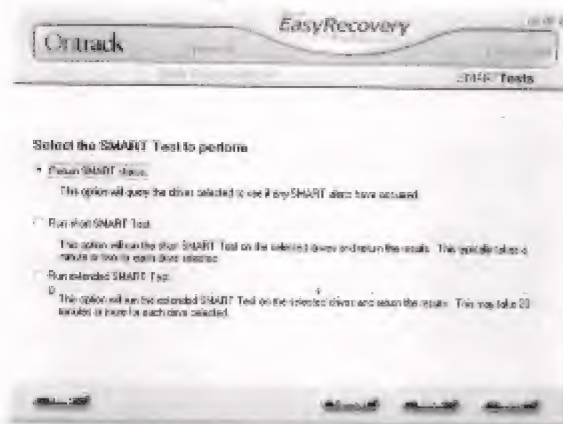 EasyRecovery
Ontrack
SMART Tests
Select the SMART Test to perform
Return SMART status.
This option will query the drives selected to see if any SMART alerts have occurred.
Run short SMART Test
This option will run the short SMART Test on the selected drives and return the results. This typically takes a
minute or two for each drive selected.
Run extended SMART Test
This option will run the extended SMART Test on the selected drives and return the results. This may take 20
minutes or more for each drive selected.